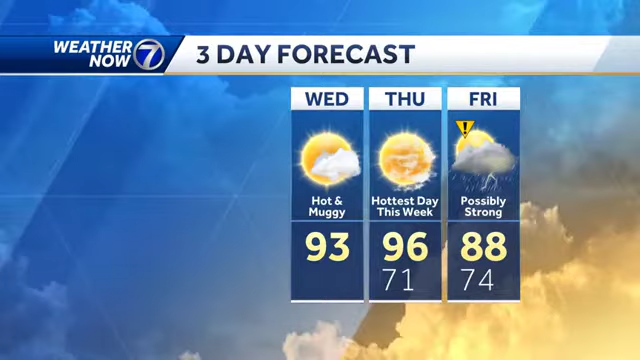 WEATHER
NOW 7
3 DAY FORECAST
WED
THU
FRI
!
Hot &
Muggy
Hottest Day
This Week
Possibly
Strong
93
96
88
71
74